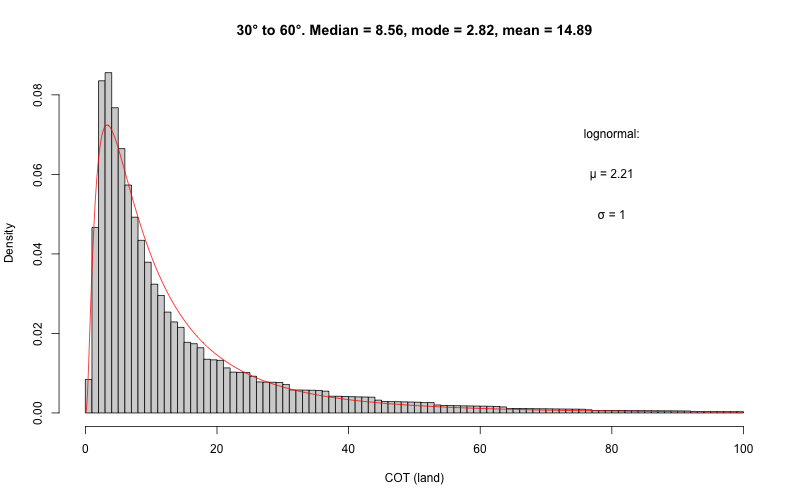 30° to 60°. Median = 8.56, mode = 2.82, mean = 14.89
lognormal:
μ = 2.21
σ = 1
Density
0.08
0.06
0.04
0.02
0.00
0 20 40 60 80 100
COT (land)